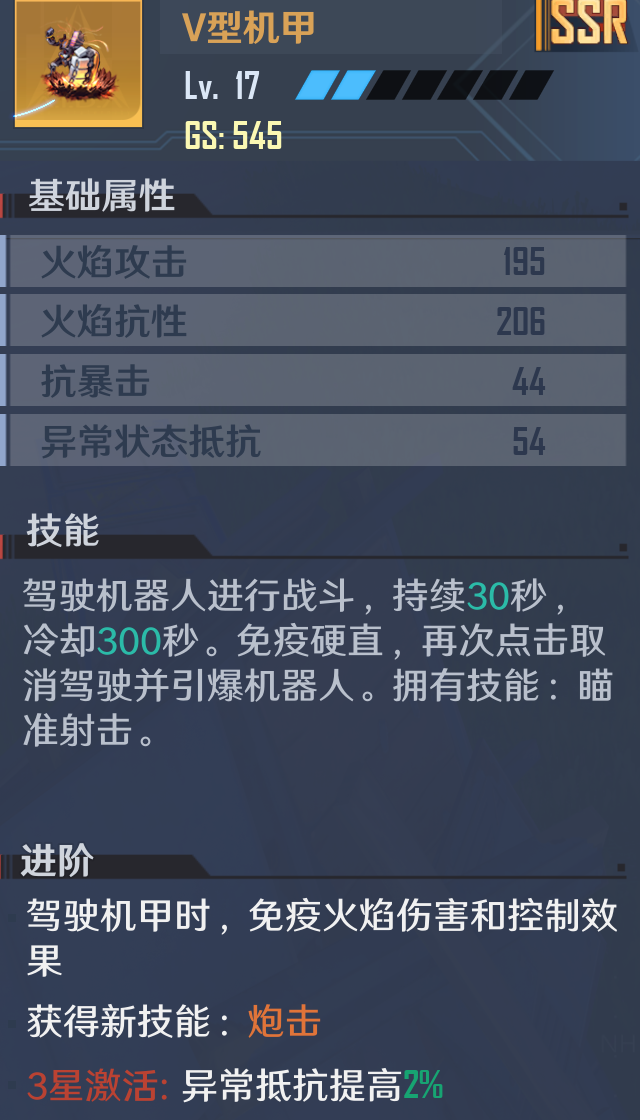 V型机甲
SSR
Lv. 17
GS: 545
基础属性
火焰攻击 195
火焰抗性 206
抗暴击 44
异常状态抵抗 54
技能
驾驶机器人进行战斗，持续30秒，
冷却300秒。免疫硬直，再次点击取
消驾驶并引爆机器人。拥有技能：瞄
准射击。
进阶
驾驶机甲时，免疫火焰伤害和控制效
果
获得新技能：炮击
3星激活: 异常抵抗提高2%